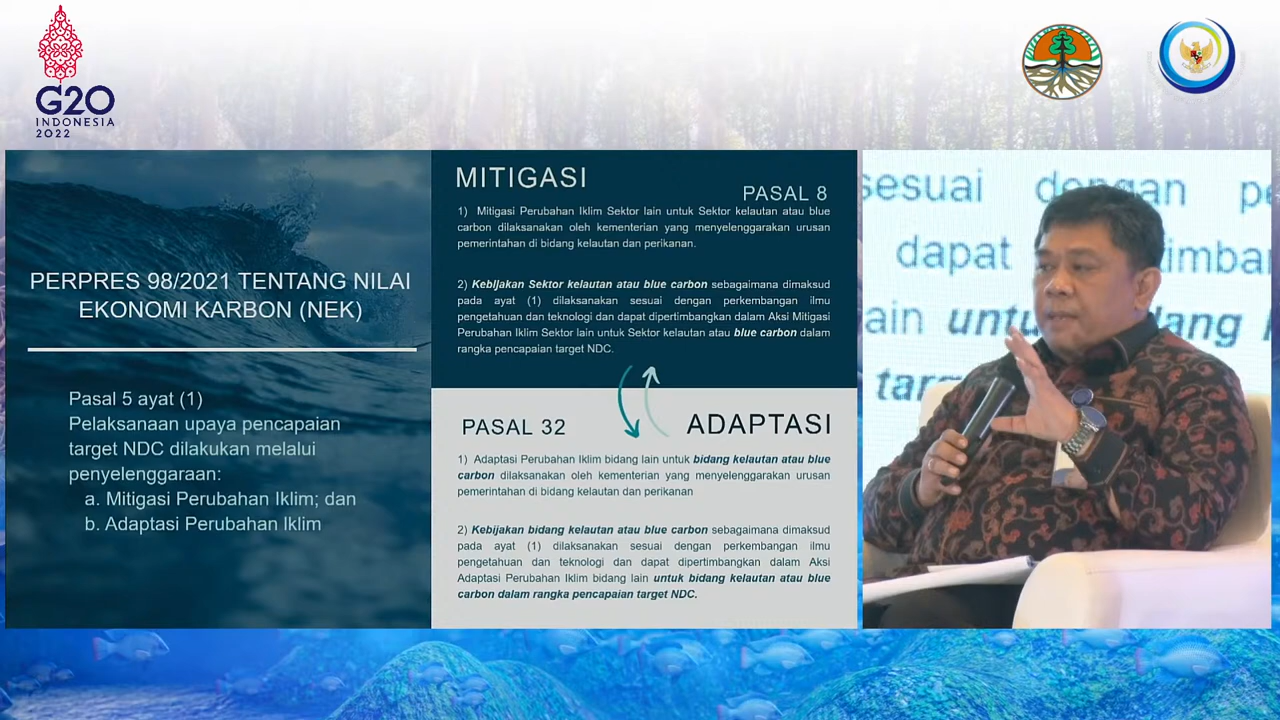 G20
INDONESIA
2022
PERPRES 98/2021 TENTANG NILAI
EKONOMI KARBON (NEK)
Pasal 5 ayat (1)
Pelaksanaan upaya pencapaian
target NDC dilakukan melalui
penyelenggaraan:
a. Mitigasi Perubahan Iklim; dan
b. Adaptasi Perubahan Iklim
MITIGASI
PASAL 8
1) Mitigasi Perubahan Iklim Sektor lain untuk Sektor kelautan atau blue
carbon dilaksanakan oleh kementerian yang menyelenggarakan urusan
pemerintahan di bidang kelautan dan perikanan.
2) Kebijakan Sektor kelautan atau blue carbon sebagaimana dimaksud
pada ayat (1) dilaksanakan sesuai dengan perkembangan ilmu
pengetahuan dan teknologi dan dapat dipertimbangkan dalam Aksi Mitigasi
Perubahan Iklim Sektor lain untuk Sektor kelautan atau blue carbon dalam
rangka pencapaian target NDC.
PASAL 32
ADAPTASI
1) Adaptasi Perubahan Iklim bidang lain untuk bidang kelautan atau blue
carbon dilaksanakan oleh kementerian yang menyelenggarakan urusan
pemerintahan di bidang kelautan dan perikanan
2) Kebijakan bidang kelautan atau blue carbon sebagaimana dimaksud
pada ayat (1) dilaksanakan sesuai dengan perkembangan ilmu
pengetahuan dan teknologi dan dapat dipertimbangkan dalam Aksi
Adaptasi Perubahan Iklim bidang lain untuk bidang kelautan atau blue
carbon dalam rangka pencapaian target NDC.
sesuai dengan
dapat